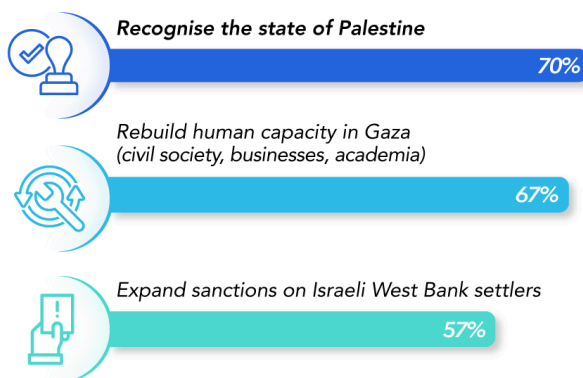 Recognise the state of Palestine
70%
Rebuild human capacity in Gaza
(civil society, businesses, academia)
67%
Expand sanctions on Israeli West Bank settlers
57%